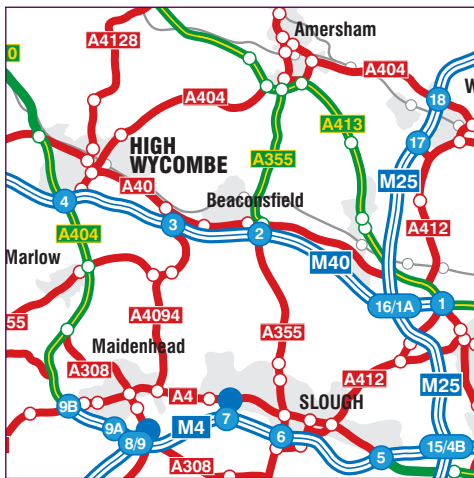 Amersham
A4128
A404
0
A404
18
W
HIGH
WYCOMBE
A413
17
A355
M25
A40
Beaconsfield
4
3
2
A412
A404
Marlow
M40
16/1A
1
55
A4094
A355
Maidenhead
A308
A412
M25
A4
SLOUGH
9B
9A
8/9
M4
7
6
5
15/4B
A308